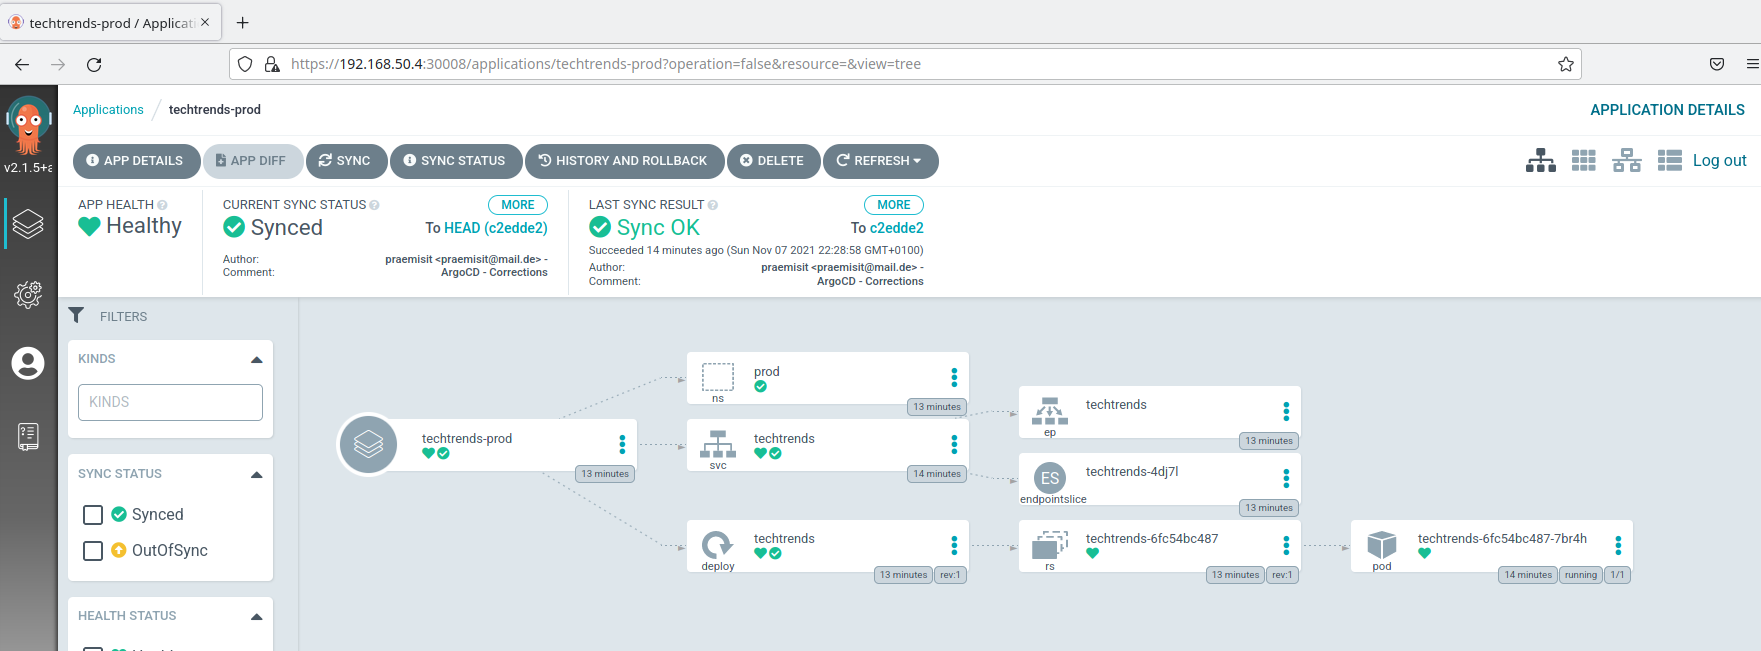 techtrends-prod / Applicati
https://192.168.50.4:30008/applications/techtrends-prod?operation=false&resource=&view=tree
v2.1.5+a
Applications / techtrends-prod
APPLICATION DETAILS
APP DETAILS
APP DIFF
SYNC
SYNC STATUS
HISTORY AND ROLLBACK
DELETE
REFRESH
Log out
APP HEALTH
Healthy
CURRENT SYNC STATUS
MORE
Synced
To HEAD (c2edde2)
Author: praemisit <praemisit@mail.de> -
Comment: ArgoCD - Corrections
LAST SYNC RESULT
MORE
Sync OK
To c2edde2
Succeeded 14 minutes ago (Sun Nov 07 2021 22:28:58 GMT+0100)
Author: praemisit <praemisit@mail.de> -
Comment: ArgoCD - Corrections
FILTERS
KINDS
KINDS
SYNC STATUS
Synced
OutOfSync
HEALTH STATUS
techtrends-prod
13 minutes
prod
ns
13 minutes
techtrends
svc
14 minutes
techtrends
deploy
13 minutes rev:1
techtrends
ep
13 minutes
ES
techtrends-4dj7l
endpointslice
13 minutes
techtrends-6fc54bc487
rs
13 minutes rev:1
techtrends-6fc54bc487-7br4h
pod
14 minutes running 1/1